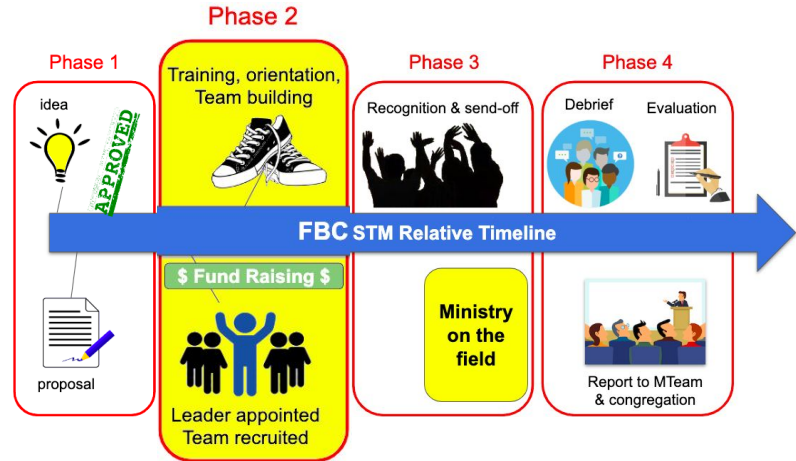 Phase 1
idea
APPROVED
proposal
Phase 2
Training, orientation,
Team building
$ Fund Raising $
Leader appointed
Team recruited
Phase 3
Recognition & send-off
FBC STM Relative Timeline
Ministry
on the
field
Phase 4
Debrief
Evaluation
Report to MTeam
& congregation